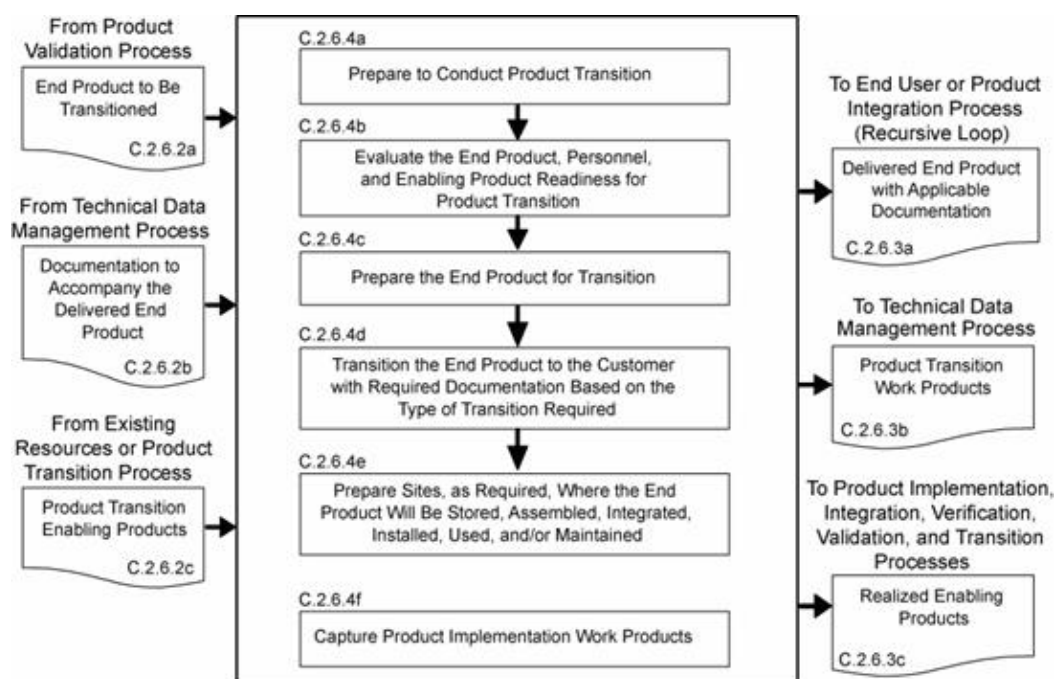 From Product
Validation Process
End Product to Be
Transitioned
C.2.6.2a
From Technical Data
Management Process
Documentation to
Accompany the
Delivered End
Product
C.2.6.2b
From Existing
Resources or Product
Transition Process
Product Transition
Enabling Products
C.2.6.2c
C.2.6.4a
Prepare to Conduct Product Transition
C.2.6.4b
Evaluate the End Product, Personnel,
and Enabling Product Readiness for
Product Transition
C.2.6.4c
Prepare the End Product for Transition
C.2.6.4d
Transition the End Product to the Customer
with Required Documentation Based on the
Type of Transition Required
C.2.6.4e
Prepare Sites, as Required, Where the End
Product Will Be Stored, Assembled, Integrated,
Installed, Used, and/or Maintained
C.2.6.4f
Capture Product Implementation Work Products
To End User or Product
Integration Process
(Recursive Loop)
Delivered End Product
with Applicable
Documentation
C.2.6.3a
To Technical Data
Management Process
Product Transition
Work Products
C.2.6.3b
To Product Implementation,
Integration, Verification,
Validation, and Transition
Processes
Realized Enabling
Products
C.2.6.3c